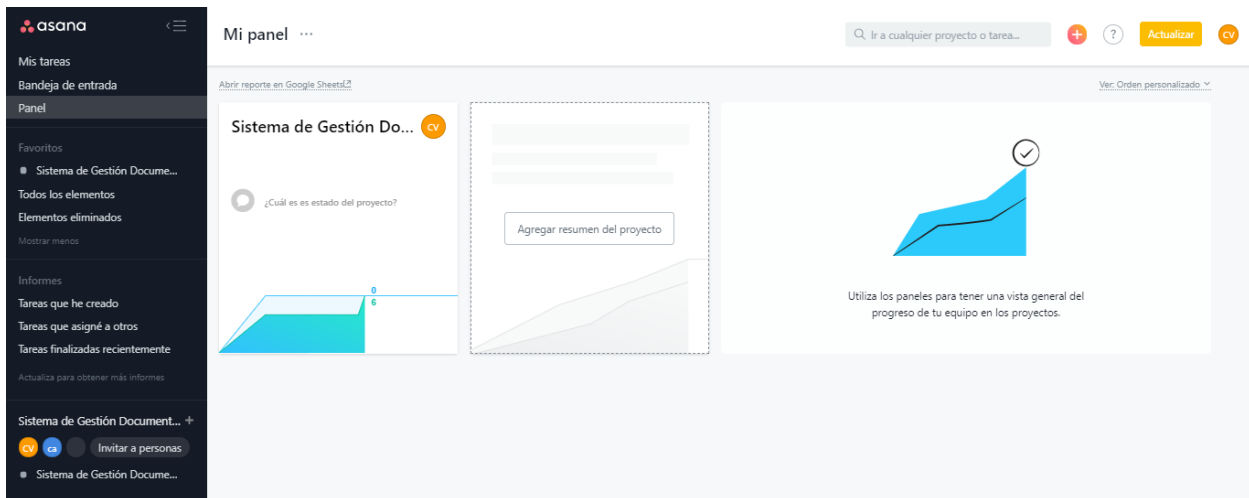 asana
Mis tareas
Bandeja de entrada
Panel
Favoritos
Sistema de Gestión Docume...
Todos los elementos
Elementos eliminados
Mostrar menos
Informes
Tareas que he creado
Tareas que asigné a otros
Tareas finalizadas recientemente
Actualiza para obtener más informes
Sistema de Gestión Document... +
CV ca Invitar a personas
Sistema de Gestión Docume...
Mi panel ...
Ir a cualquier proyecto o tarea...
+ ? Actualizar CV
Abrir reporte en Google Sheets
Ver: Orden personalizado
Sistema de Gestión Do... CV
¿Cuál es es estado del proyecto?
0
6
Agregar resumen del proyecto
Utiliza los paneles para tener una vista general del
progreso de tu equipo en los proyectos.